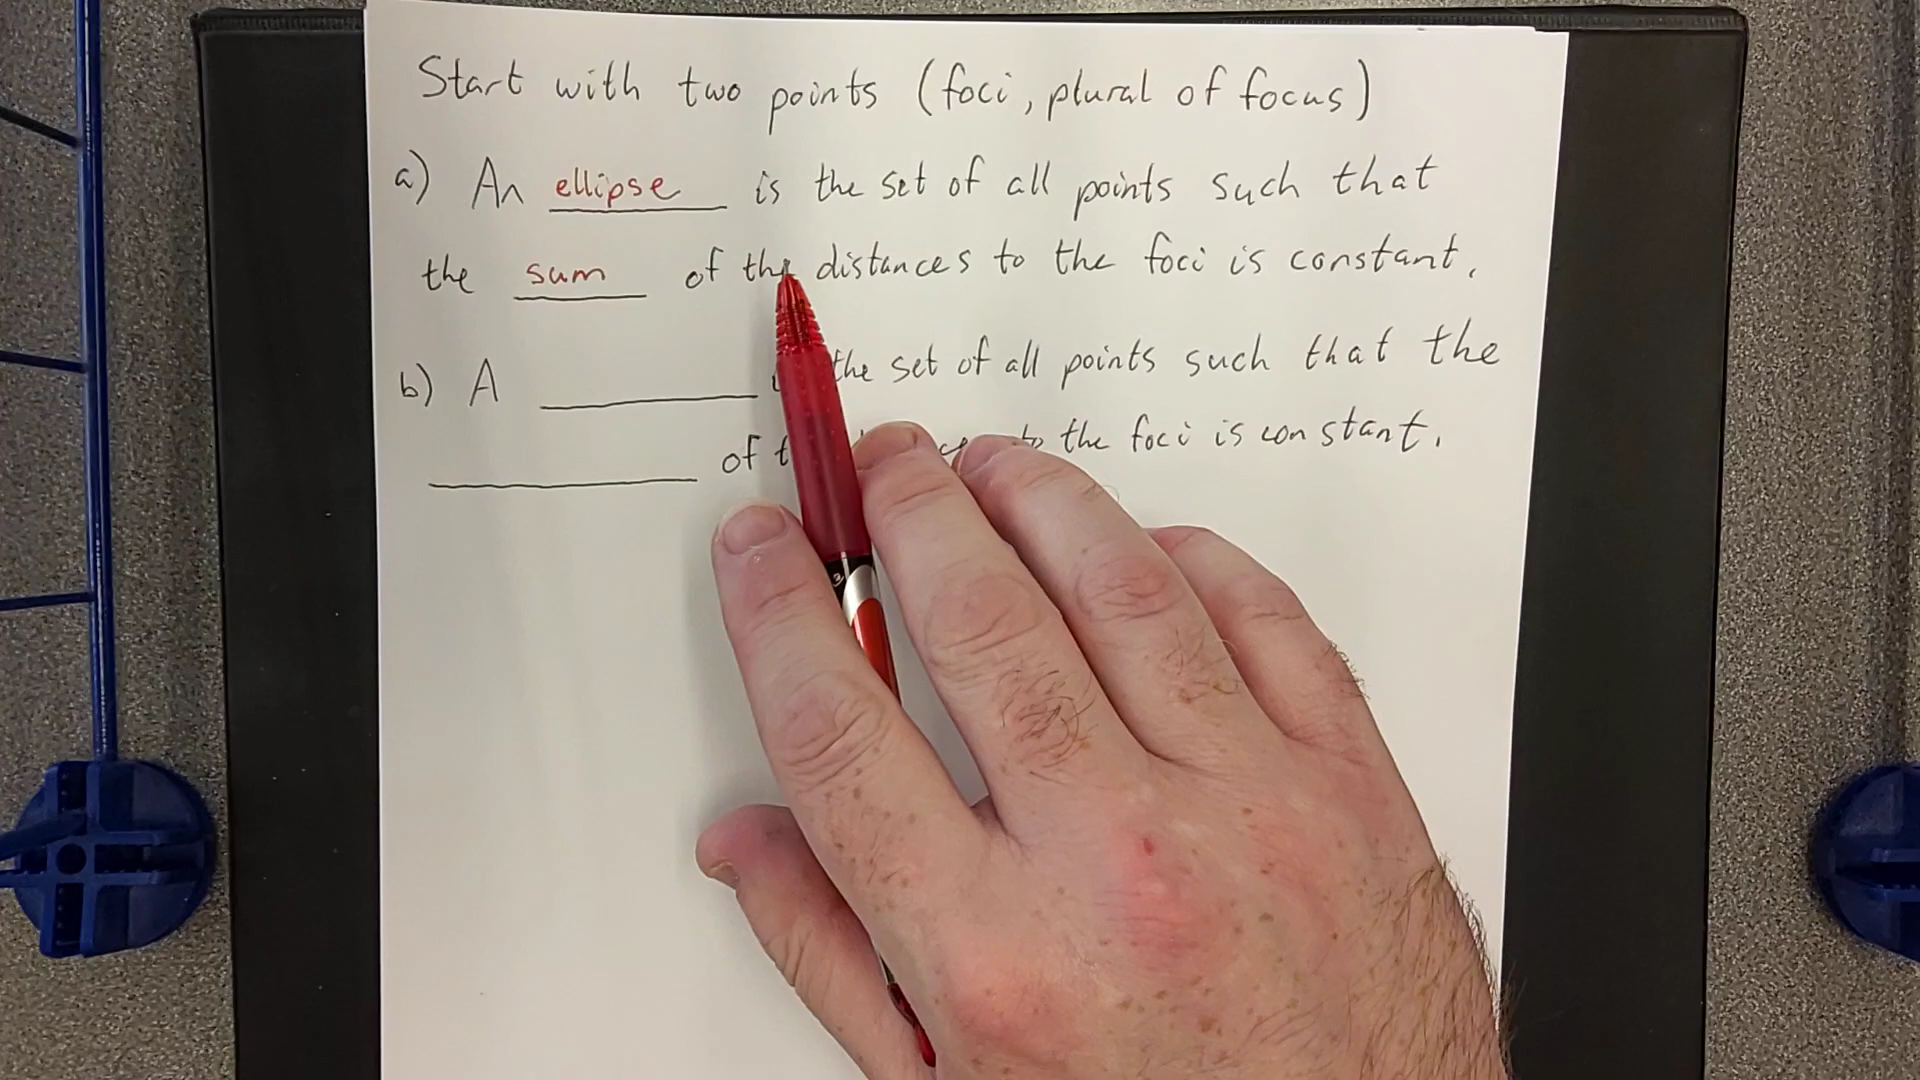 Start with two points (foci, plural of focus)
a) An ellipse is the set of all points such that
the sum of the distances to the foci is constant.
b) A the set of all points such that the
of to the foci is constant.